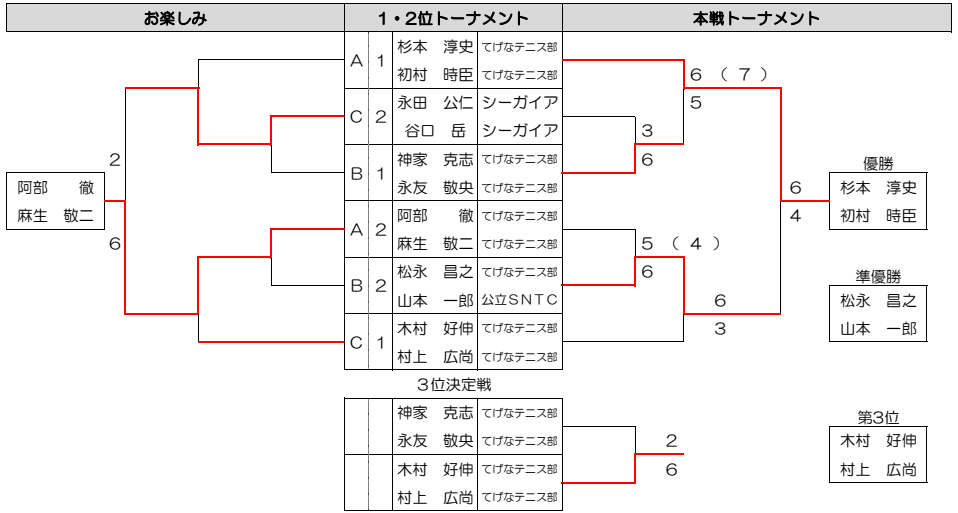 お楽しみ １・２位トーナメント 本戦トーナメント
A 1 杉本 淳史 てげなテニス部
初村 時臣 てげなテニス部
6 （ 7 ）
5
C 2 永田 公仁 シーガイア
谷口 岳 シーガイア
3
6
B 1 神家 克志 てげなテニス部
永友 敬央 てげなテニス部
2
6
阿部 徹
麻生 敬二
A 2 阿部 徹 てげなテニス部
麻生 敬二 てげなテニス部
5 （ 4 ）
6
6
4
優勝
杉本 淳史
初村 時臣
B 2 松永 昌之 てげなテニス部
山本 一郎 公立ＳＮＴＣ
6
3
準優勝
松永 昌之
山本 一郎
C 1 木村 好伸 てげなテニス部
村上 広尚 てげなテニス部
３位決定戦
神家 克志 てげなテニス部
永友 敬央 てげなテニス部
木村 好伸 てげなテニス部
村上 広尚 てげなテニス部
2
6
第3位
木村 好伸
村上 広尚